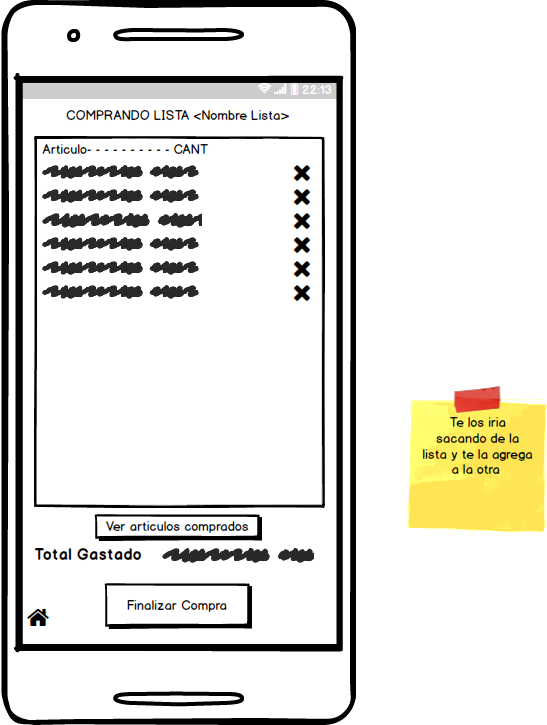 22:13
COMPRANDO LISTA <Nombre Lista>
Articulo- - - - - - - - - - CANT
Ver articulos comprados
Total Gastado
Finalizar Compra
Te los iria
sacando de la
lista y te la agrega
a la otra